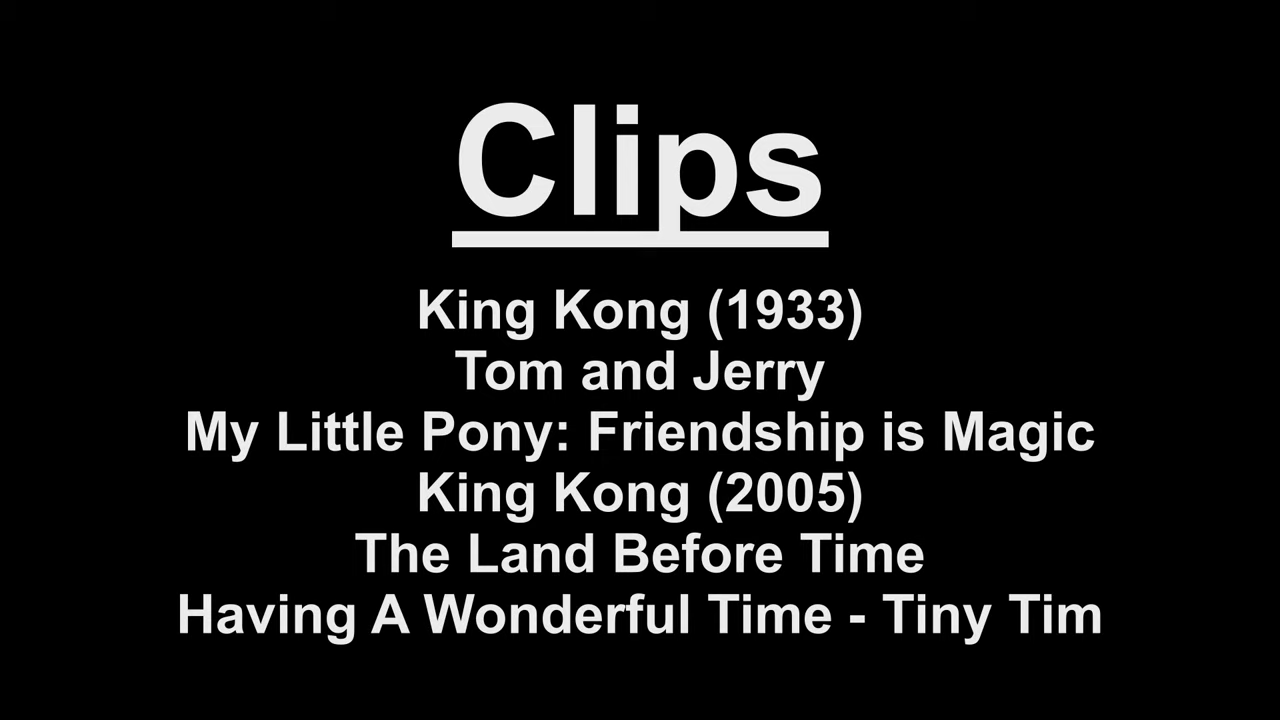 Clips
King Kong (1933)
Tom and Jerry
My Little Pony: Friendship is Magic
King Kong (2005)
The Land Before Time
Having A Wonderful Time - Tiny Tim